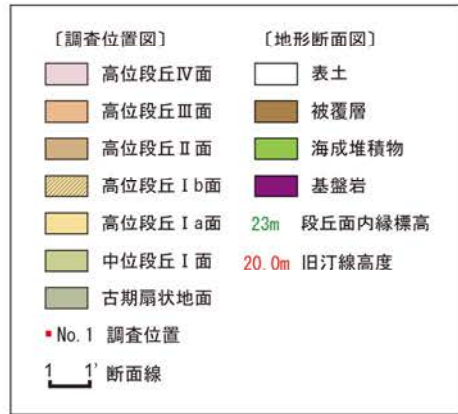 〔調査位置図〕
高位段丘Ⅳ面
高位段丘Ⅲ面
高位段丘Ⅱ面
高位段丘Ⅰb面
高位段丘Ⅰa面
中位段丘Ⅰ面
古期扇状地面
No. 1 調査位置
1 1' 断面線
〔地形断面図〕
表土
被覆層
海成堆積物
基盤岩
23m 段丘面内縁標高
20.0m 旧汀線高度